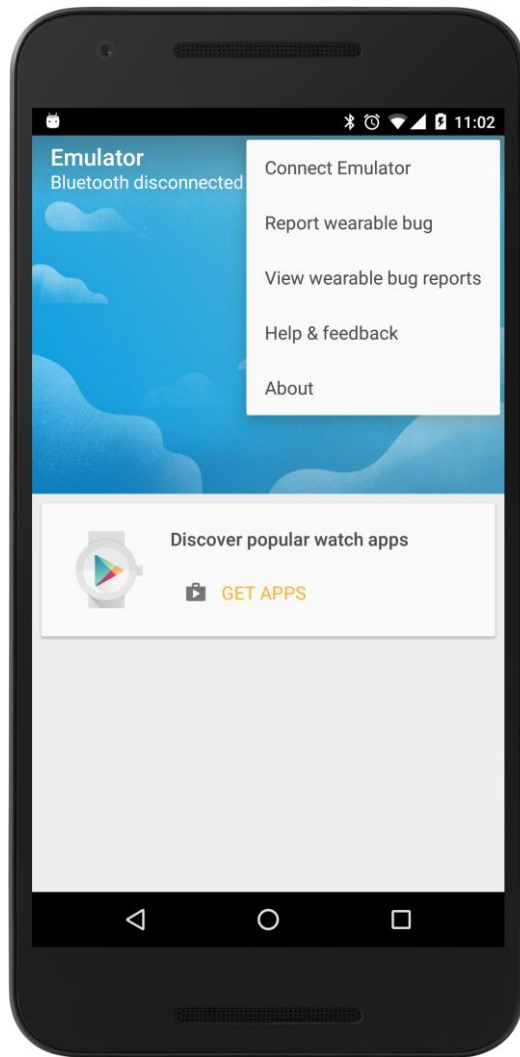 11:02
Emulator
Bluetooth disconnected
Connect Emulator
Report wearable bug
View wearable bug reports
Help & feedback
About
Discover popular watch apps
GET APPS